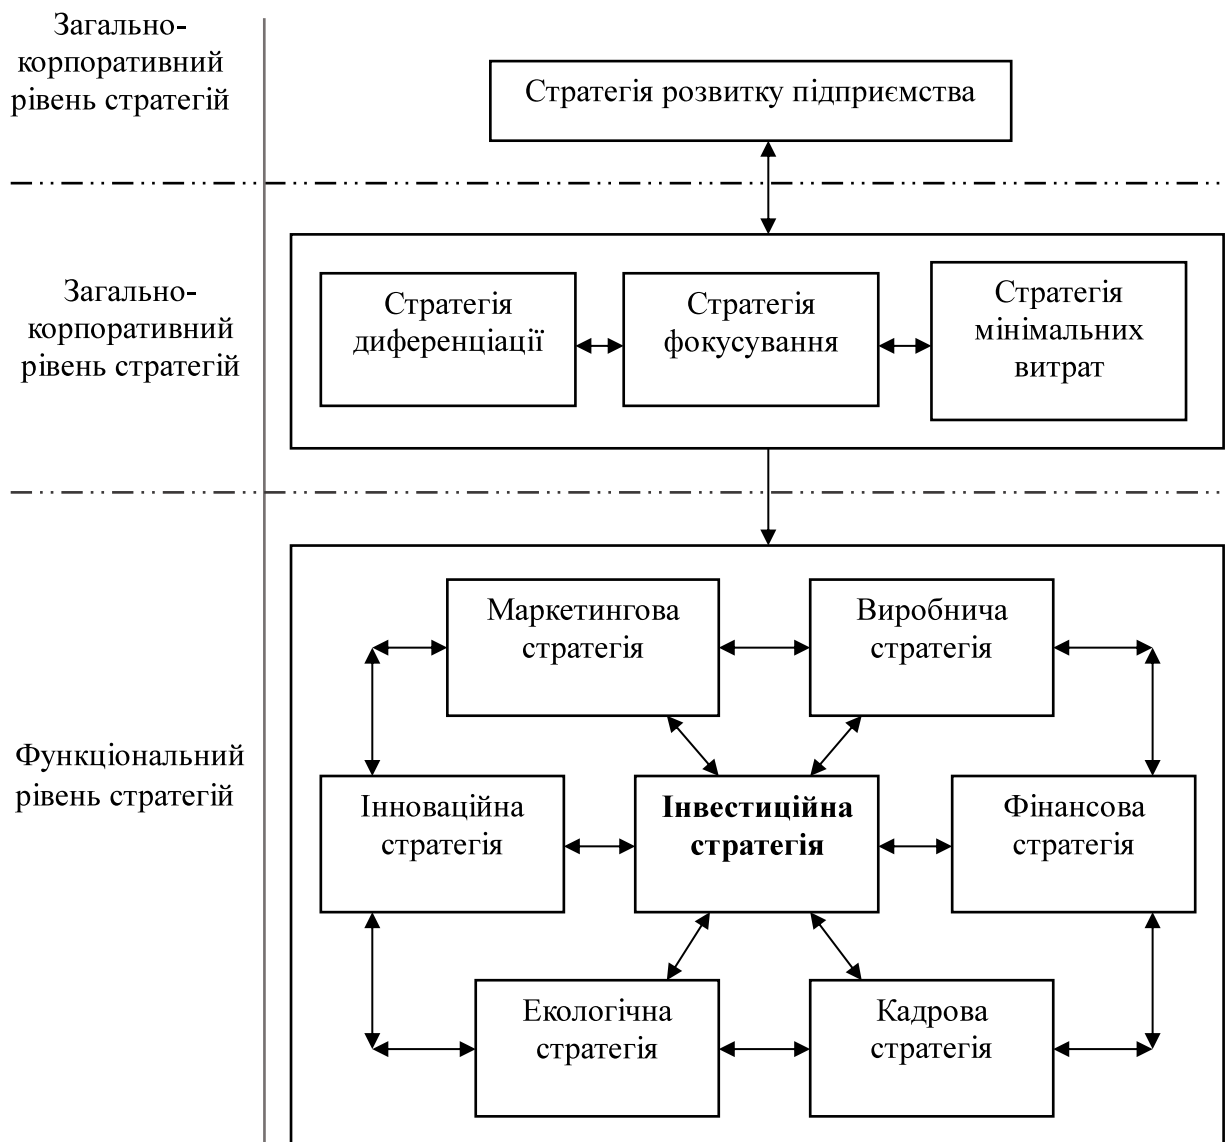 Загально-
корпоративний
рівень стратегій
Стратегія розвитку підприємства
Загально-
корпоративний
рівень стратегій
Стратегія
диференціації
Стратегія
фокусування
Стратегія
мінімальних
витрат
Функціональний
рівень стратегій
Маркетингова
стратегія
Виробнича
стратегія
Інноваційна
стратегія
Інвестиційна
стратегія
Фінансова
стратегія
Екологічна
стратегія
Кадрова
стратегія